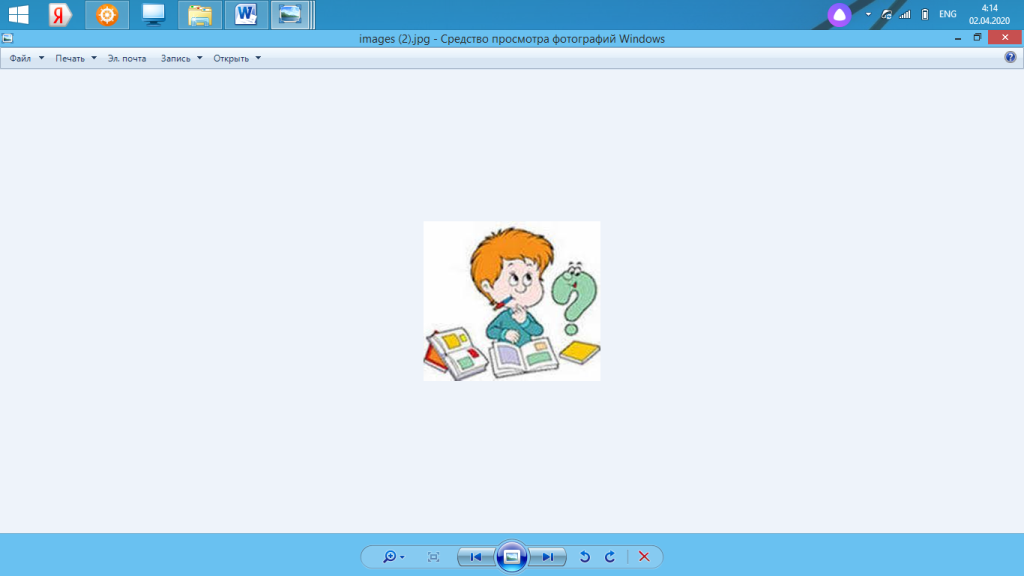 Я
W
ENG
4:14
02.04.2020
images (2).jpg - Средство просмотра фотографий Windows
Файл Печать Эл. почта Запись Открыть
?